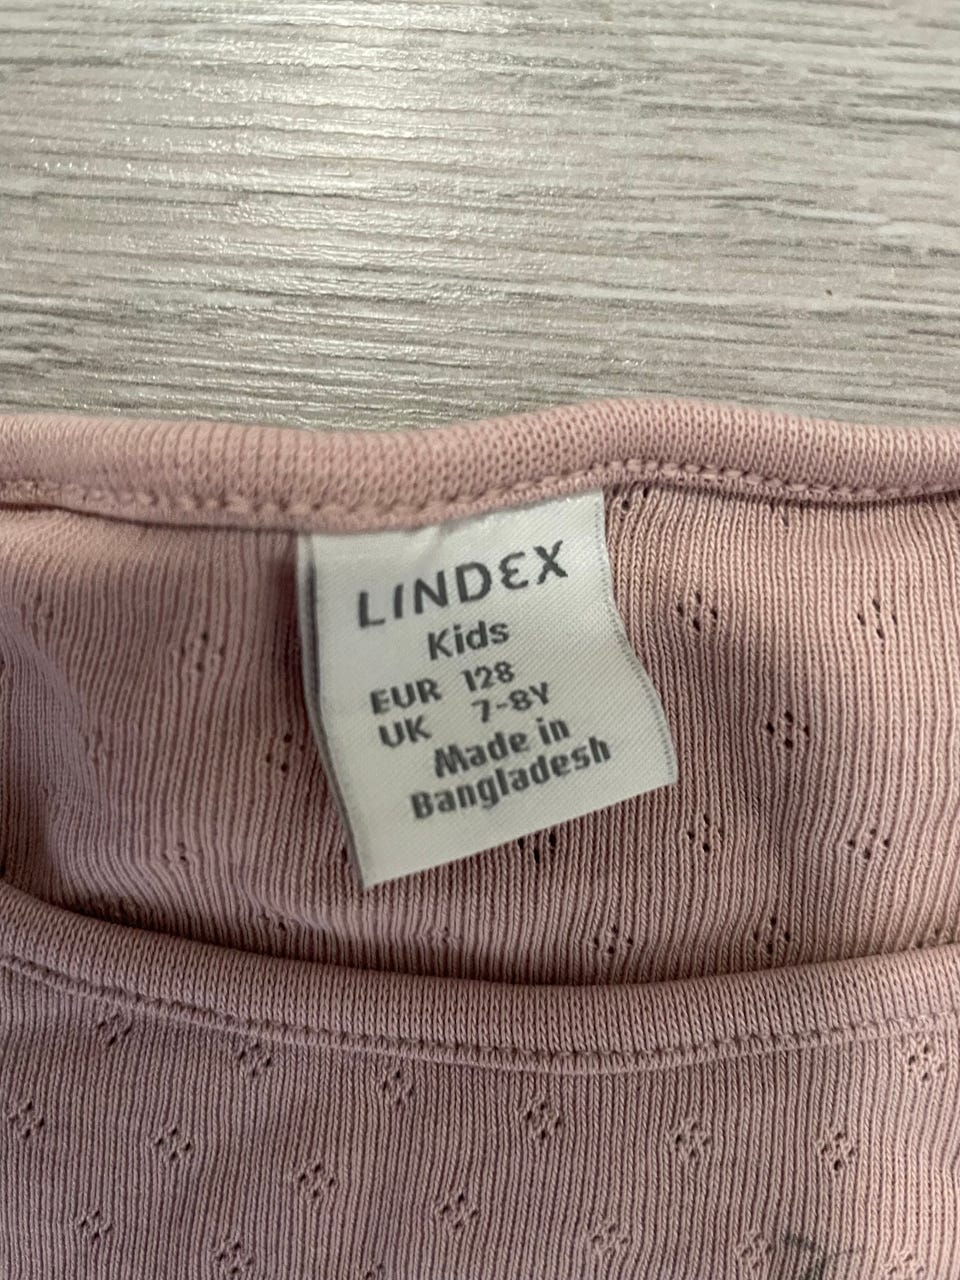 LINDEX
Kids
EUR 128
UK 7-8Y
Made in
Bangladesh